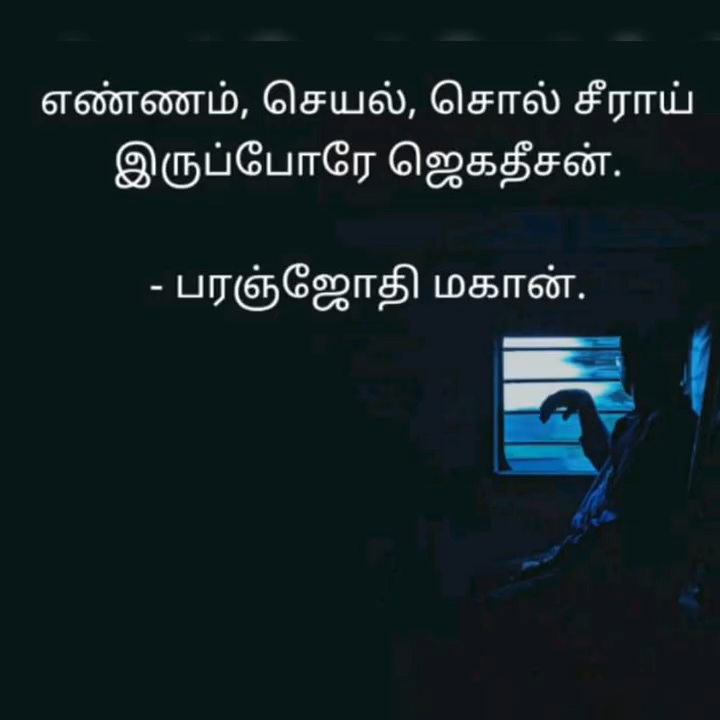 எண்ணம், செயல், சொல் சீராய்
இருப்போரே ஜெகதீசன்.
- பரஞ்ஜோதி மகான்.